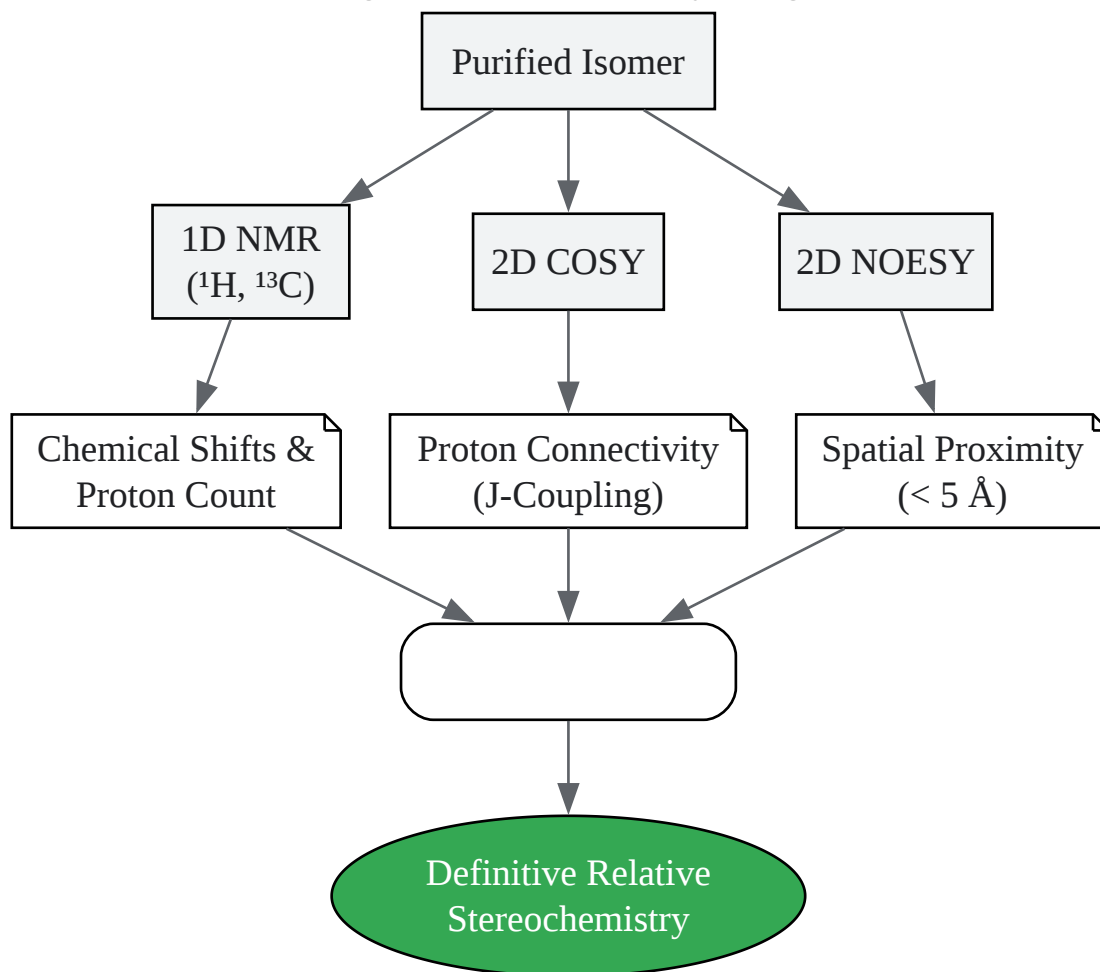 Purified Isomer
1D NMR
(¹H, ¹³C)
2D COSY
2D NOESY
Chemical Shifts &
Proton Count
Proton Connectivity
(J-Coupling)
Spatial Proximity
(< 5 Å)
Definitive Relative
Stereochemistry